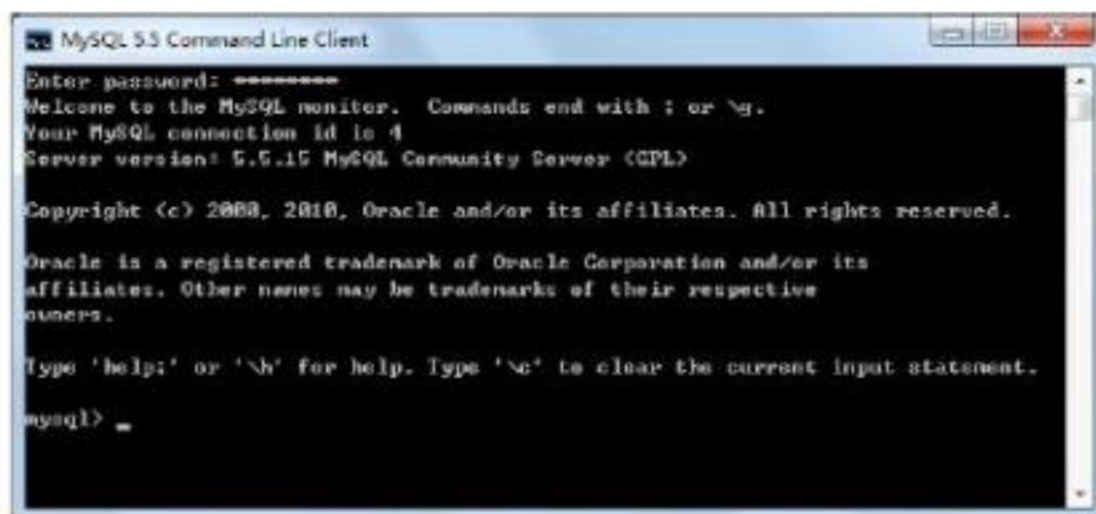 MySQL 5.5 Command Line Client
Enter password: ********
Welcome to the MySQL monitor.  Commands end with ; or \g.
Your MySQL connection id is 4
Server version: 5.5.15 MySQL Community Server (GPL)
Copyright (c) 2000, 2010, Oracle and/or its affiliates. All rights reserved.
Oracle is a registered trademark of Oracle Corporation and/or its
affiliates. Other names may be trademarks of their respective
owners.
Type 'help;' or '\h' for help. Type '\c' to clear the current input statement.
mysql> _